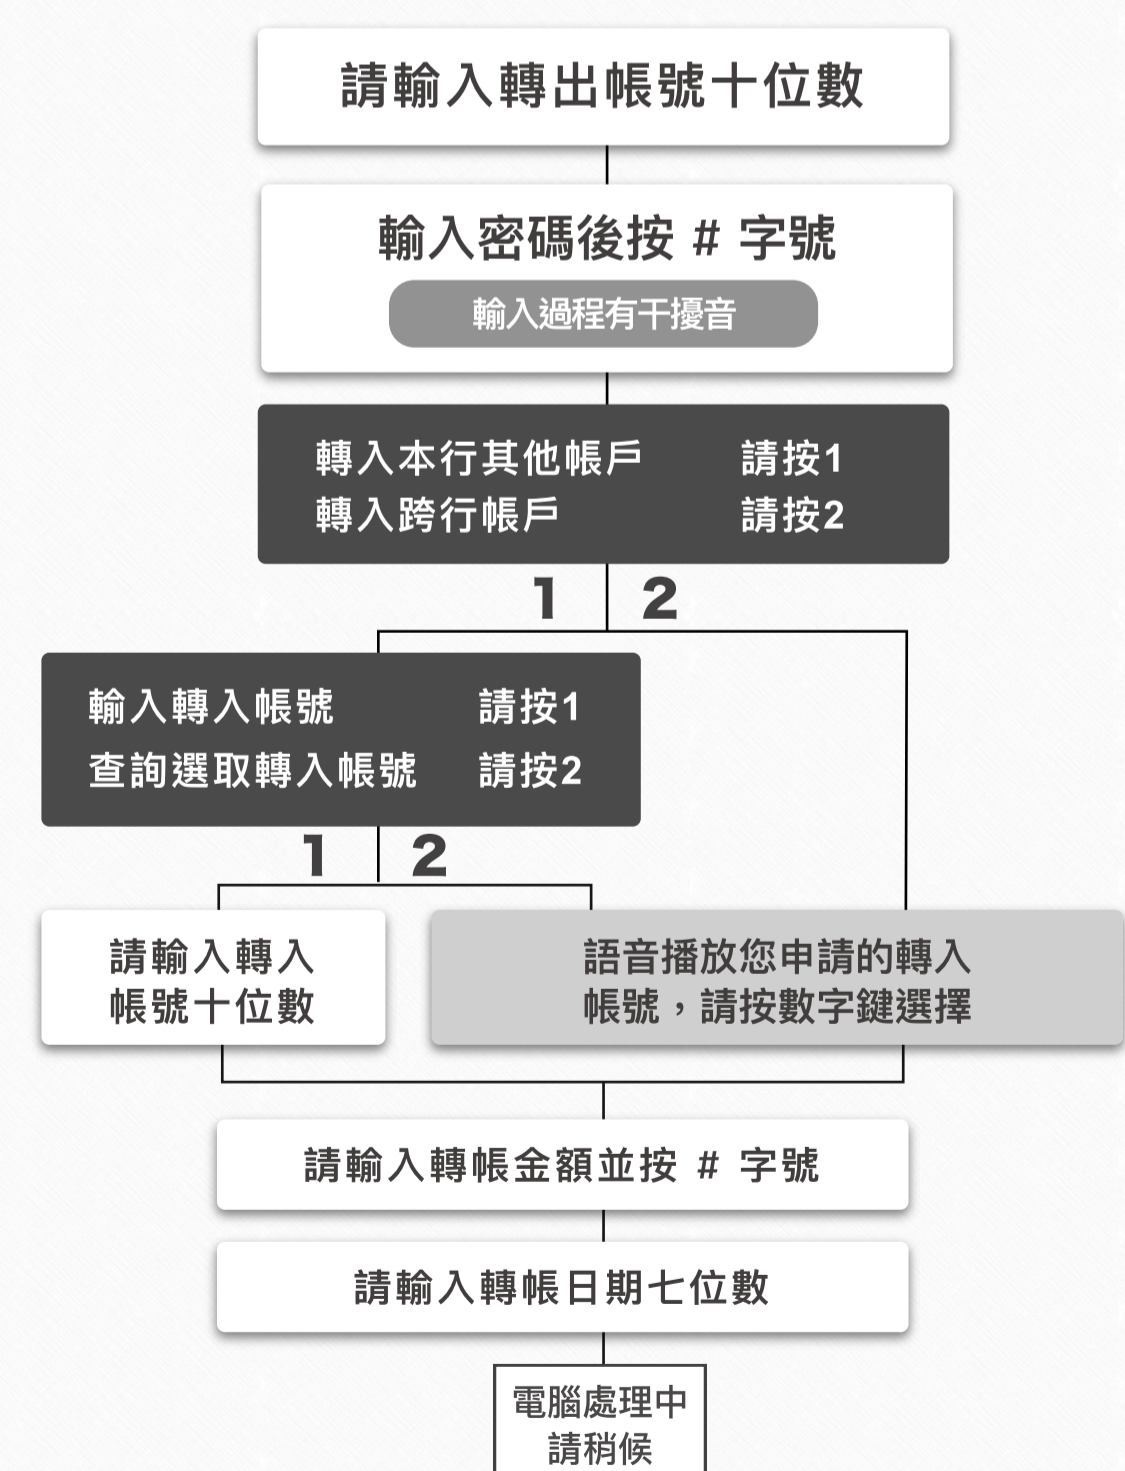 請輸入轉出帳號十位數
輸入密碼後按 # 字號
輸入過程有干擾音
轉入本行其他帳戶 請按1
轉入跨行帳戶 請按2
1 2
輸入轉入帳號 請按1
查詢選取轉入帳號 請按2
1 2
請輸入轉入
帳號十位數
語音播放您申請的轉入
帳號，請按數字鍵選擇
請輸入轉帳金額並按 # 字號
請輸入轉帳日期七位數
電腦處理中
請稍候